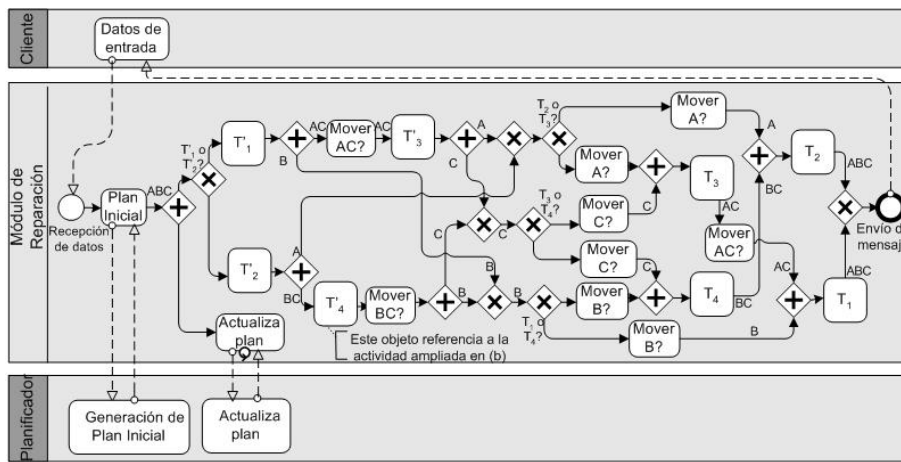 Cliente
Datos de
entrada
Módulo de
Reparación
Recepción
de datos
Plan
Inicial
ABC
T'1 o
T'2?
T'1
AC
B
Mover
AC?
AC
T'3
A
C
T2 o
T3?
Mover
A?
A
Mover
A?
T3
T2
ABC
BC
AC
Mover
AC?
T3 o
T4?
Mover
C?
C
C
Mover
C?
C
T'2
A
BC
T'4
Mover
BC?
B
B
B
T1 o
T4?
Mover
B?
T4
BC
AC
T1
ABC
Mover
B?
B
Envío de
mensaj
Actualiza
plan
Este objeto referencia a la
actividad ampliada en (b)
Planificador
Generación de
Plan Inicial
Actualiza
plan